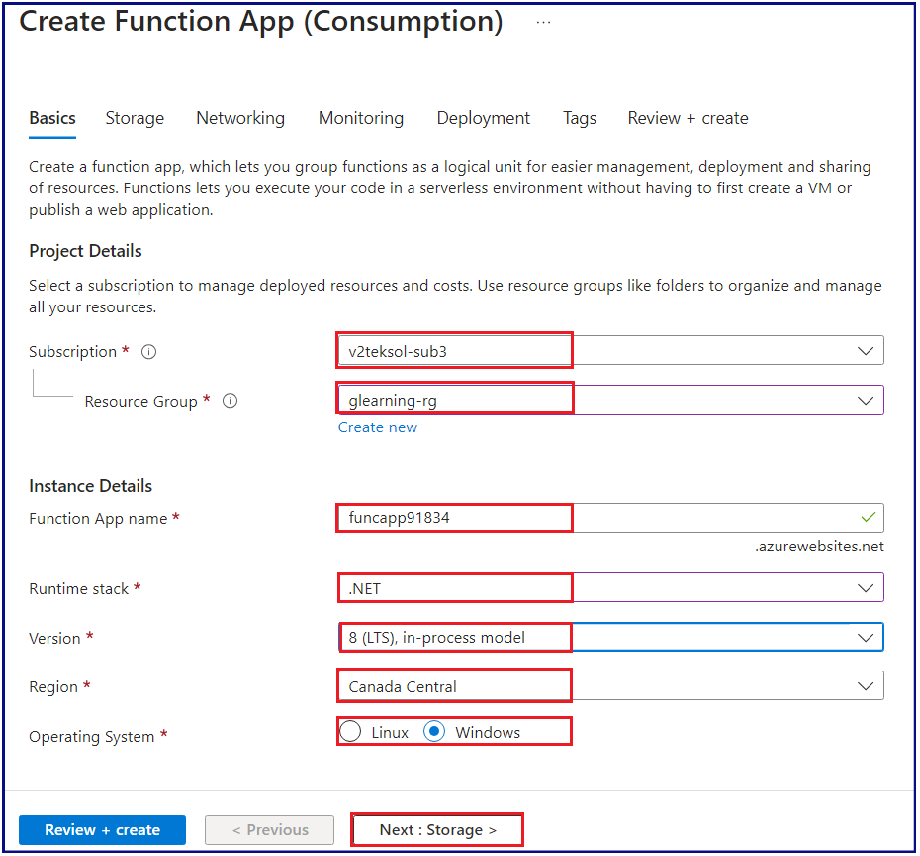 Create Function App (Consumption) ...
Basics Storage Networking Monitoring Deployment Tags Review + create
Create a function app, which lets you group functions as a logical unit for easier management, deployment and sharing
of resources. Functions lets you execute your code in a serverless environment without having to first create a VM or
publish a web application.
Project Details
Select a subscription to manage deployed resources and costs. Use resource groups like folders to organize and manage
all your resources.
Subscription * v2teksol-sub3
Resource Group * glearning-rg
Create new
Instance Details
Function App name * funcapp91834
.azurewebsites.net
Runtime stack * .NET
Version * 8 (LTS), in-process model
Region * Canada Central
Operating System * Linux Windows
Review + create < Previous Next : Storage >